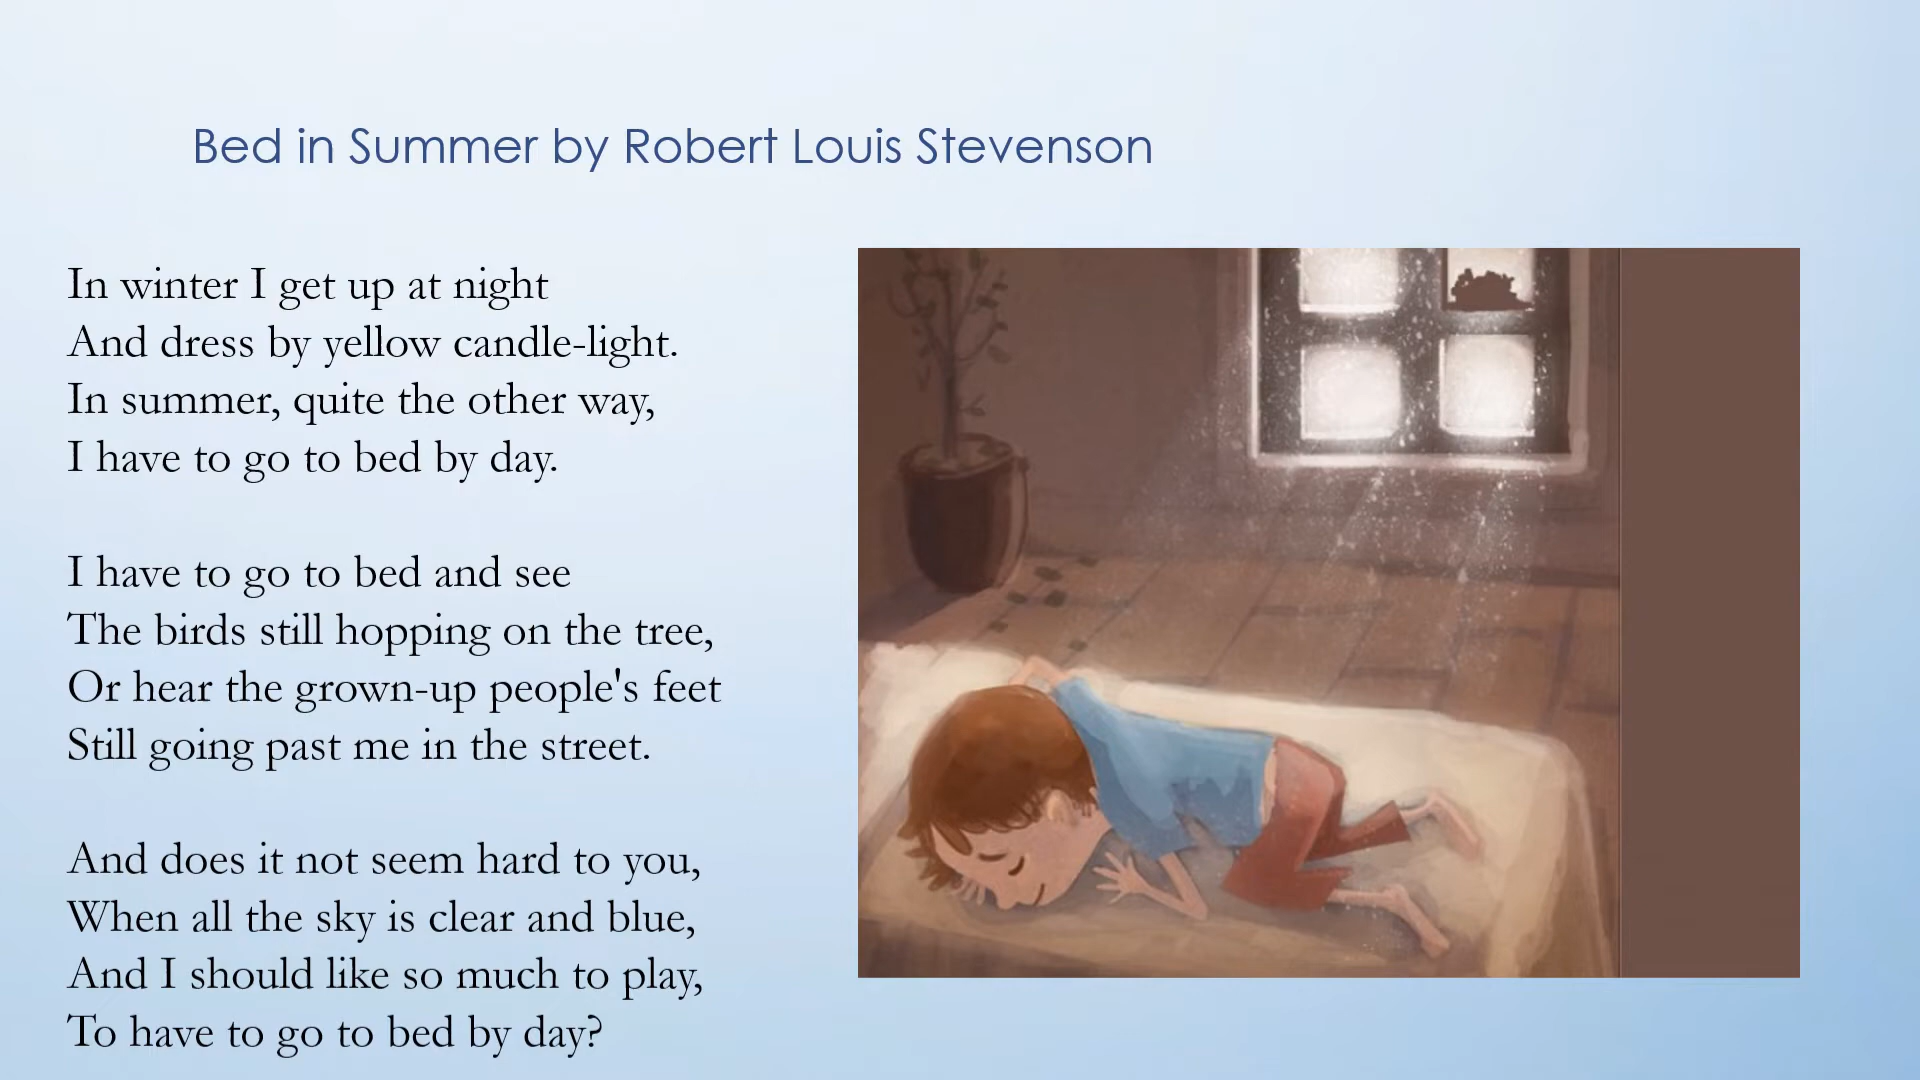 Bed in Summer by Robert Louis Stevenson
In winter I get up at night
And dress by yellow candle-light.
In summer, quite the other way,
I have to go to bed by day.
I have to go to bed and see
The birds still hopping on the tree,
Or hear the grown-up people's feet
Still going past me in the street.
And does it not seem hard to you,
When all the sky is clear and blue,
And I should like so much to play,
To have to go to bed by day?